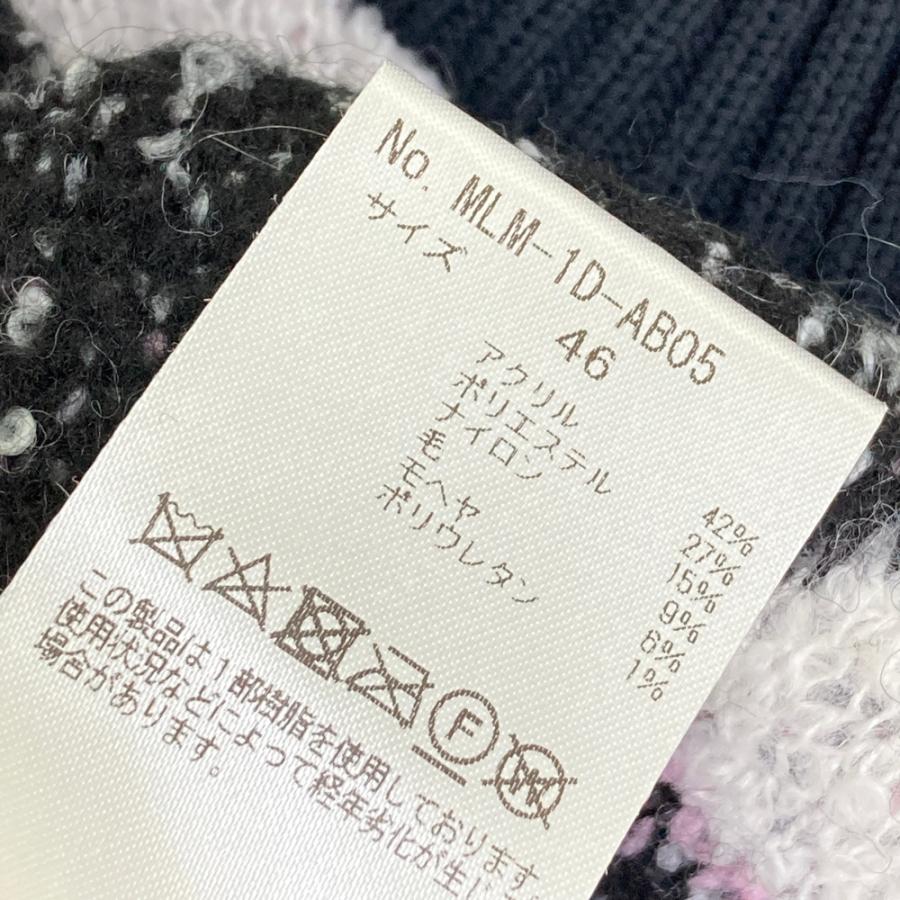 No. MLM-1D-AB05
サイズ 46
アクリル 42%
ポリエステル 27%
ナイロン 15%
毛 9%
モヘヤ 6%
ポリウレタン 1%
F W
この製品は1部樹脂を使用しております
使用状況などによって経年劣化が生じ
場合があります。